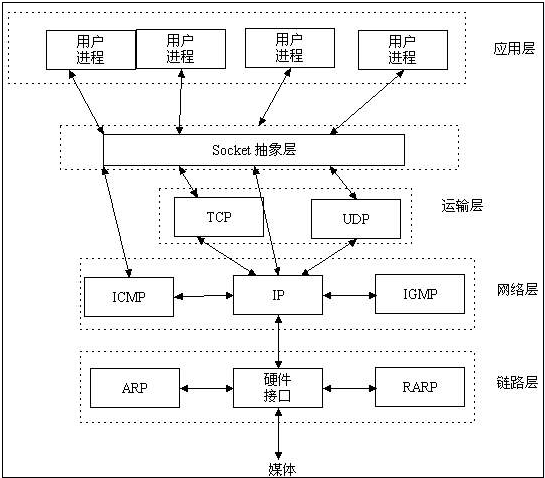 用户
进程
用户
进程
用户
进程
用户
进程
应用层
Socket 抽象层
TCP
UDP
运输层
ICMP
IP
IGMP
网络层
ARP
硬件
接口
RARP
链路层
媒体